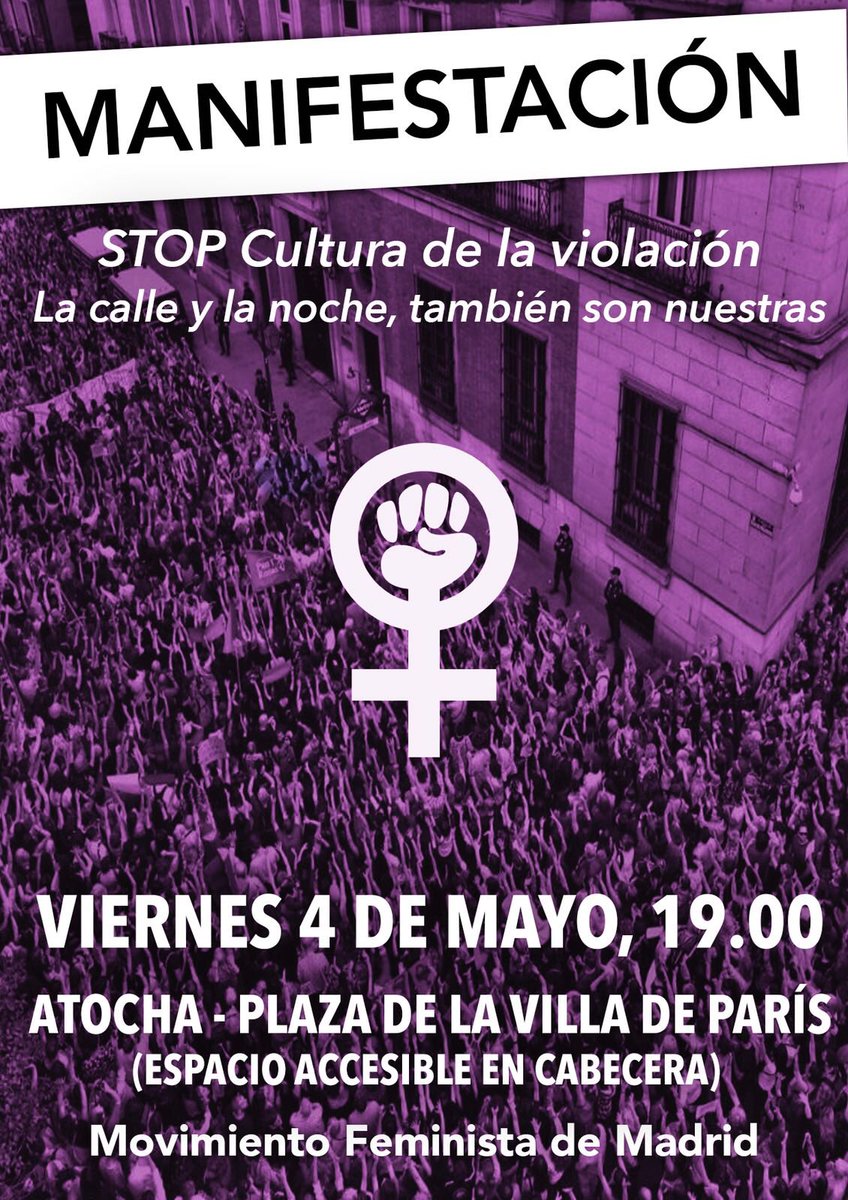 MANIFESTACIÓN
STOP Cultura de la violación
La calle y la noche, también son nuestras
VIERNES 4 DE MAYO, 19.00
ATOCHA - PLAZA DE LA VILLA DE PARÍS
(ESPACIO ACCESIBLE EN CABECERA)
Movimiento Feminista de Madrid